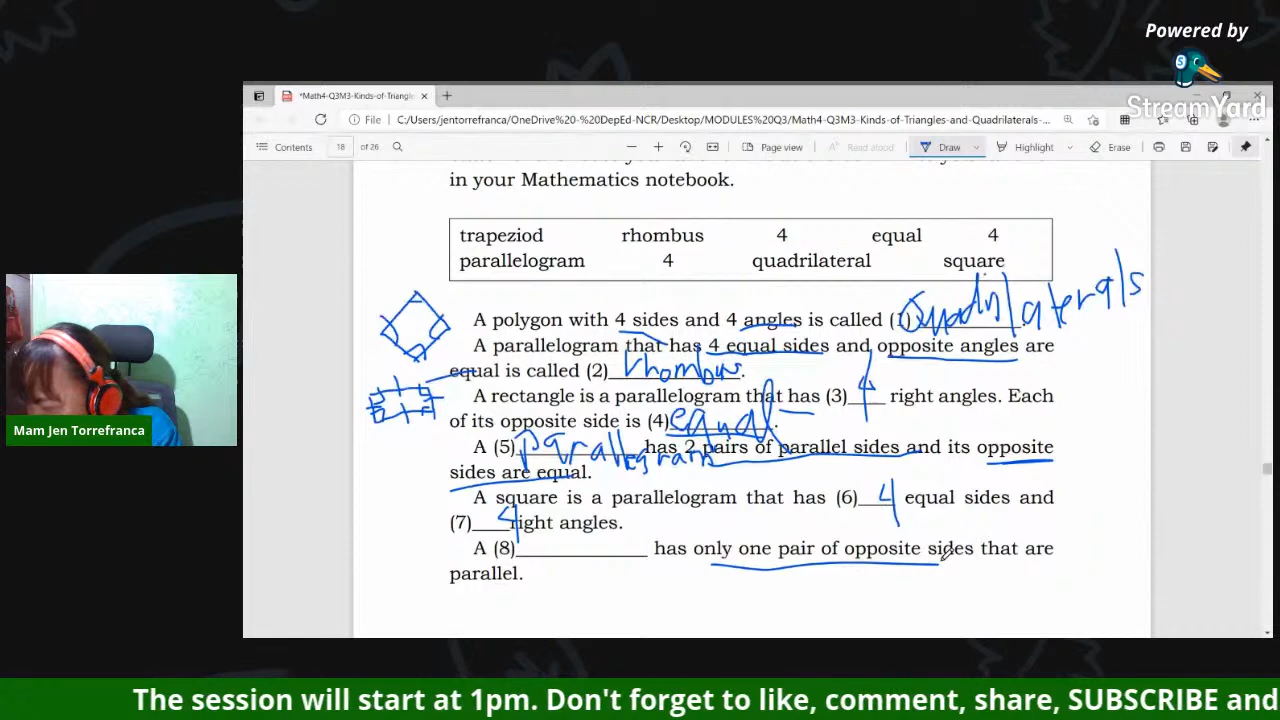 Powered by
S
StreamYard
*Math4-Q3M3-Kinds-of-Triangle
File C:/Users/jentorrefranca/OneDrive%20-%20DepEd-NCR/Desktop/MODULES%20Q3/Math4-Q3M3-Kinds-of-Triangles-and-Quadrilaterals-...
Contents 18 of 26 Page view Read aloud Draw Highlight Erase
in your Mathematics notebook.
trapeziod rhombus 4 equal 4
parallelogram 4 quadrilateral square
A polygon with 4 sides and 4 angles is called (1) Quadrilaterals
A parallelogram that has 4 equal sides and opposite angles are
equal is called (2) rhombus.
A rectangle is a parallelogram that has (3) 4 right angles. Each
of its opposite side is (4) equal.
A (5) parallegram has 2 pairs of parallel sides and its opposite
sides are equal.
A square is a parallelogram that has (6) 4 equal sides and
(7) 4 right angles.
A (8)____________ has only one pair of opposite sides that are
parallel.
Mam Jen Torrefranca
The session will start at 1pm. Don't forget to like, comment, share, SUBSCRIBE and